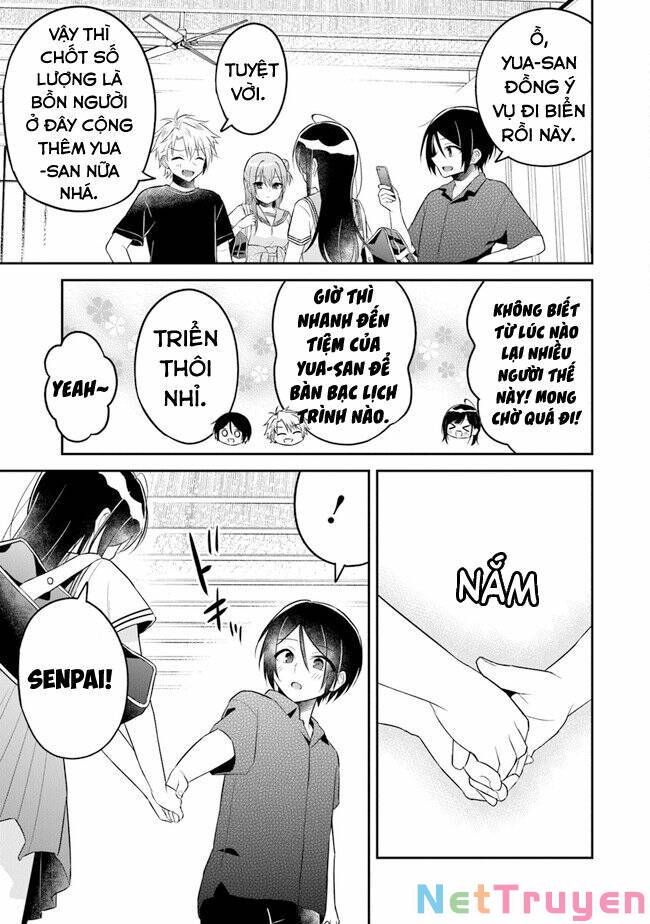 Ồ,
YUA-SAN
ĐỒNG Ý
VỤ ĐI BIỂN
RỒI NÀY.
TUYỆT
VỜI.
VẬY THÌ
CHỐT SỐ
LƯỢNG LÀ
BỐN NGƯỜI
Ở ĐÂY CỘNG
THÊM YUA
-SAN NỮA
NHÁ.
KHÔNG BIẾT
TỪ LÚC NÀO
LẠI NHIỀU
NGƯỜI THẾ
NÀY! MONG
CHỜ QUÁ ĐI!
GIỜ THÌ
NHANH ĐẾN
TIỆM CỦA
YUA-SAN ĐỂ
BÀN BẠC LỊCH
TRÌNH NÀO.
TRIỂN
THÔI
NHỈ.
YEAH~
NẮM
!
SENPAI!
NetTruyen